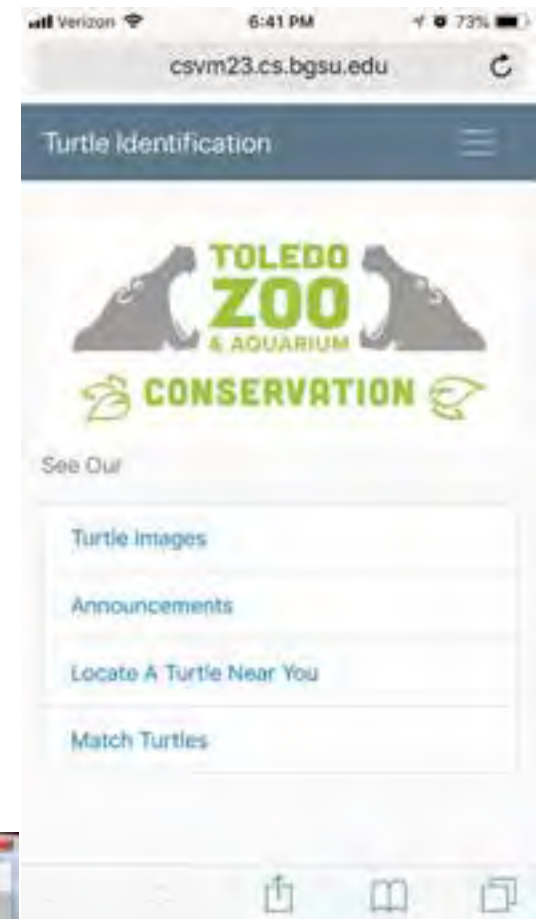 Verizon 6:41 PM 73%
csvm23.cs.bgsu.edu
Turtle Identification
TOLEDO
ZOO
& AQUARIUM
CONSERVATION
See Our
Turtle Images
Announcements
Locate A Turtle Near You
Match Turtles